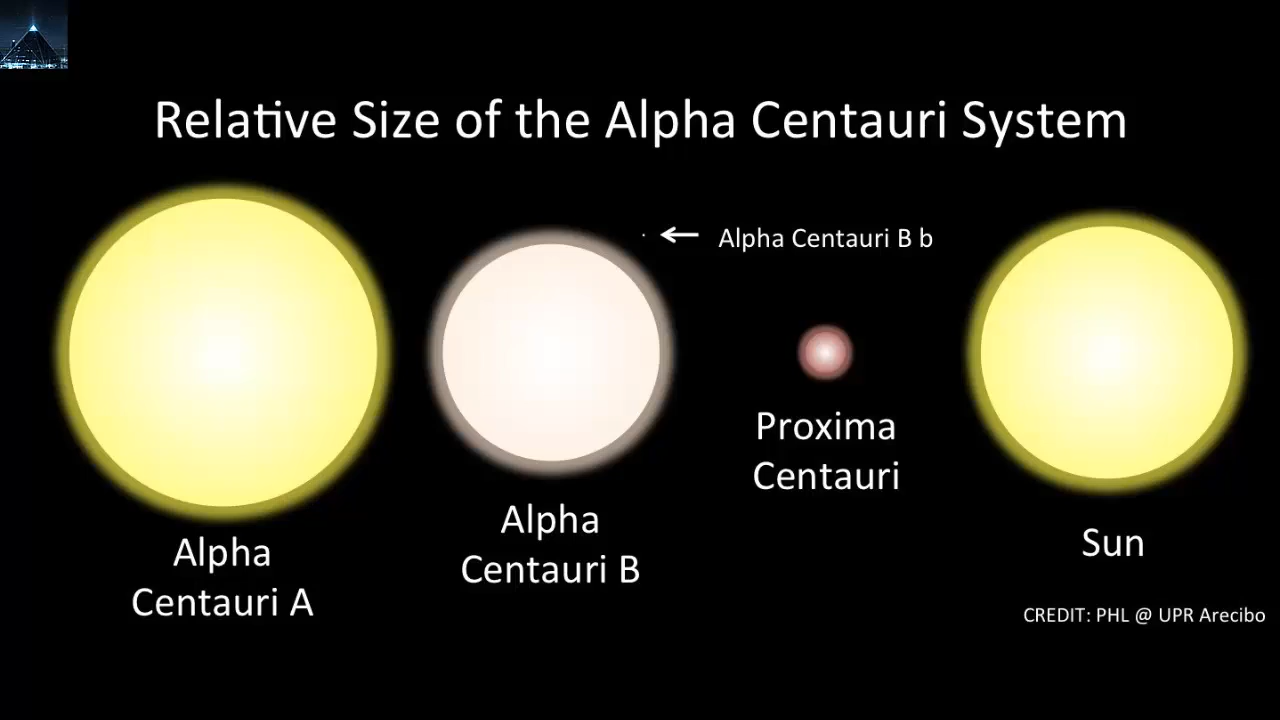 Relative Size of the Alpha Centauri System
Alpha Centauri B b
Alpha
Centauri A
Alpha
Centauri B
Proxima
Centauri
Sun
CREDIT: PHL @ UPR Arecibo